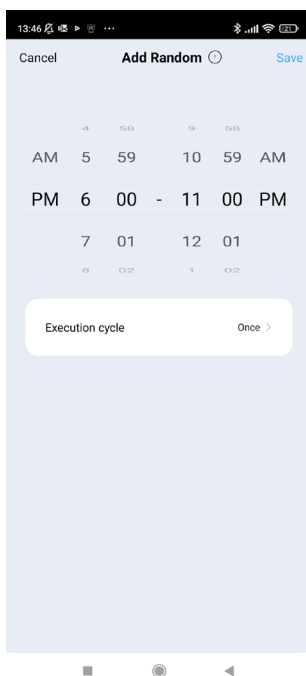 13:46 21
Cancel Add Random Save
4 58 9 58
AM 5 59 10 59 AM
PM 6 00 - 11 00 PM
7 01 12 01
8 02 1 02
Execution cycle Once